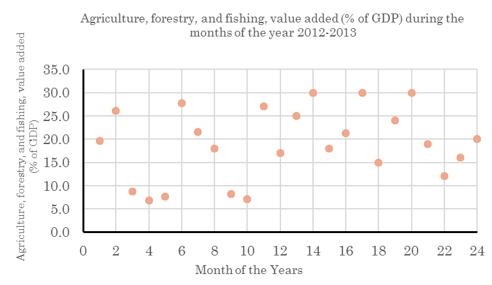 Agriculture, forestry, and fishing, value added (% of GDP) during the
months of the year 2012-2013
Agriculture, forestry, and fishing, value added
(% of GDP)
35.0
30.0
25.0
20.0
15.0
10.0
5.0
0.0
0 2 4 6 8 10 12 14 16 18 20 22 24
Month of the Years